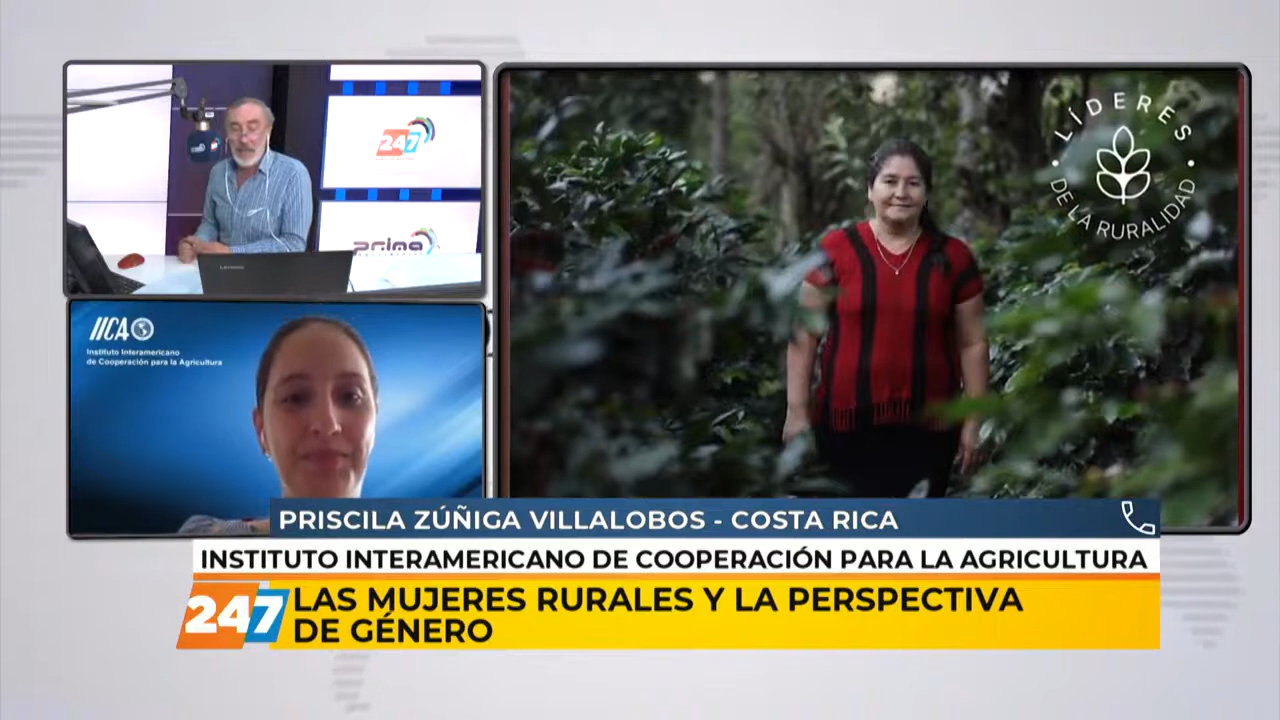 247
prima
lenovo
IICA
Instituto Interamericano
de Cooperación para la Agricultura
LÍDERES
DE LA RURALIDAD
PRISCILA ZÚÑIGA VILLALOBOS - COSTA RICA
INSTITUTO INTERAMERICANO DE COOPERACIÓN PARA LA AGRICULTURA
247
LAS MUJERES RURALES Y LA PERSPECTIVA
DE GÉNERO